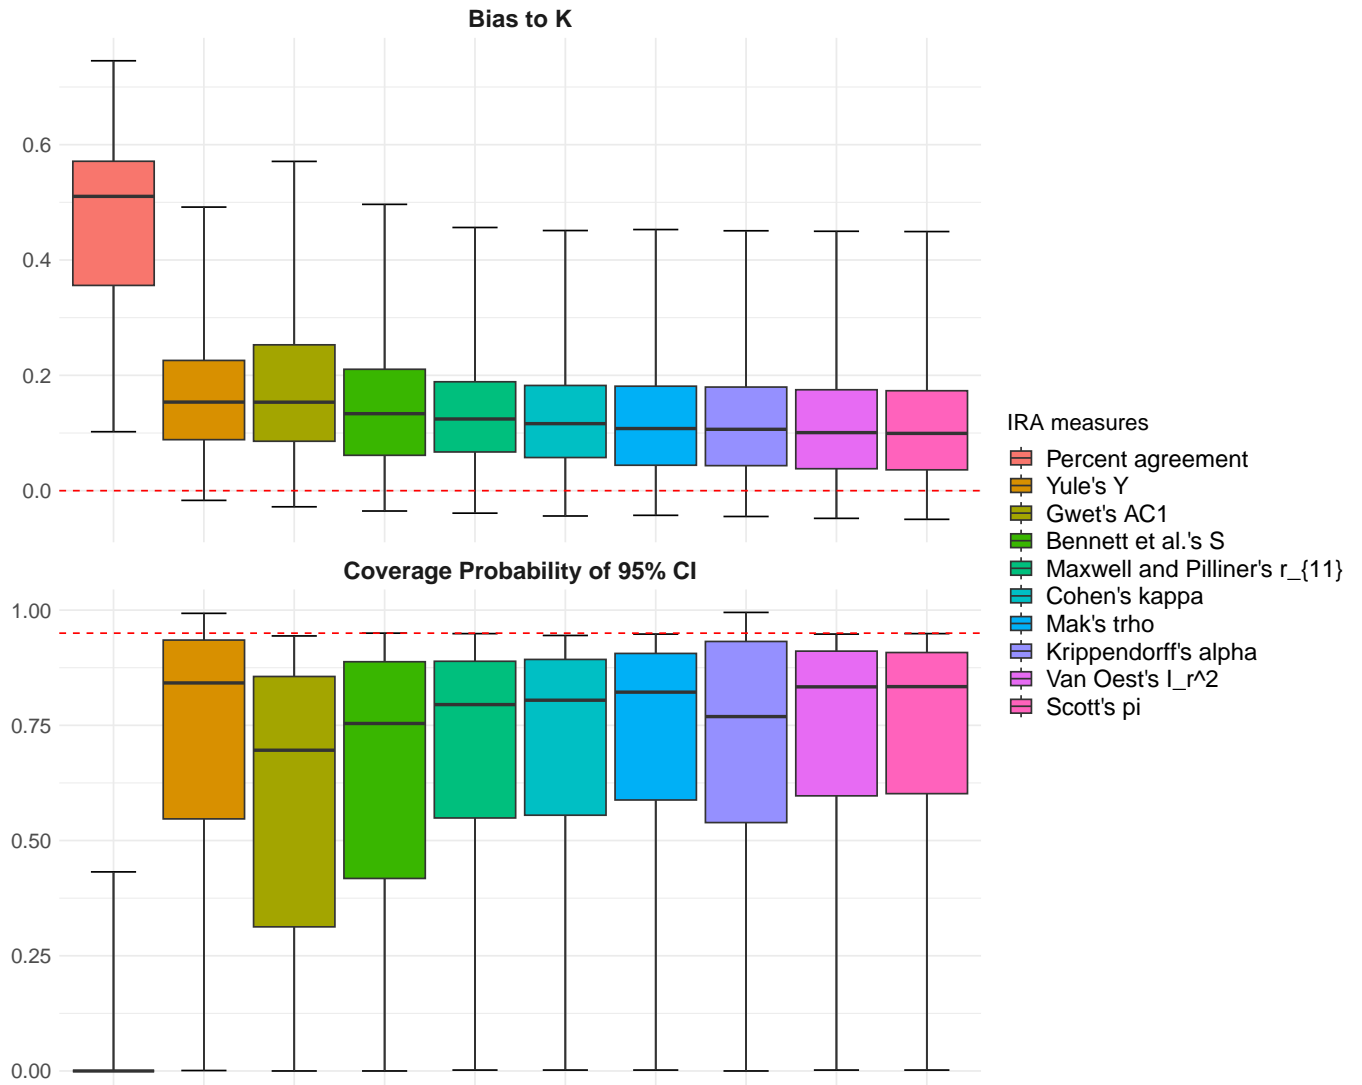 Bias to K
0.6
0.4
0.2
0.0
Coverage Probability of 95% CI
1.00
0.75
0.50
0.25
0.00
IRA measures
Percent agreement
Yule's Y
Gwet's AC1
Bennett et al.'s S
Maxwell and Pilliner's r_{11}
Cohen's kappa
Mak's trho
Krippendorff's alpha
Van Oest's I_r^2
Scott's pi